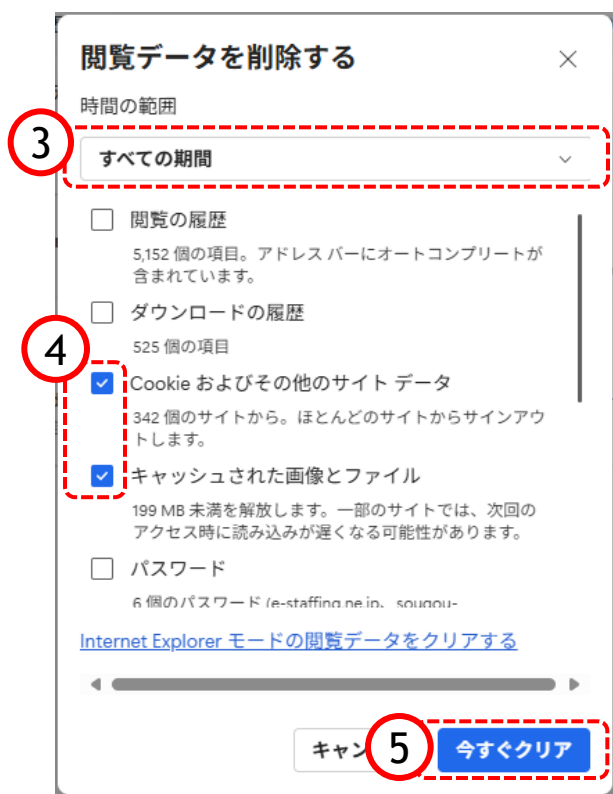 閲覧データを削除する
時間の範囲
3
すべての期間
閲覧の履歴
5,152 個の項目。アドレス バーにオートコンプリートが
含まれています。
ダウンロードの履歴
525 個の項目
4
Cookie およびその他のサイト データ
342 個のサイトから。ほとんどのサイトからサインアウ
トします。
キャッシュされた画像とファイル
199 MB 未満を解放します。一部のサイトでは、次回の
アクセス時に読み込みが遅くなる可能性があります。
パスワード
6 個のパスワード (e-staffing.ne.jp、sougou-
Internet Explorer モードの閲覧データをクリアする
キャン
5
今すぐクリア